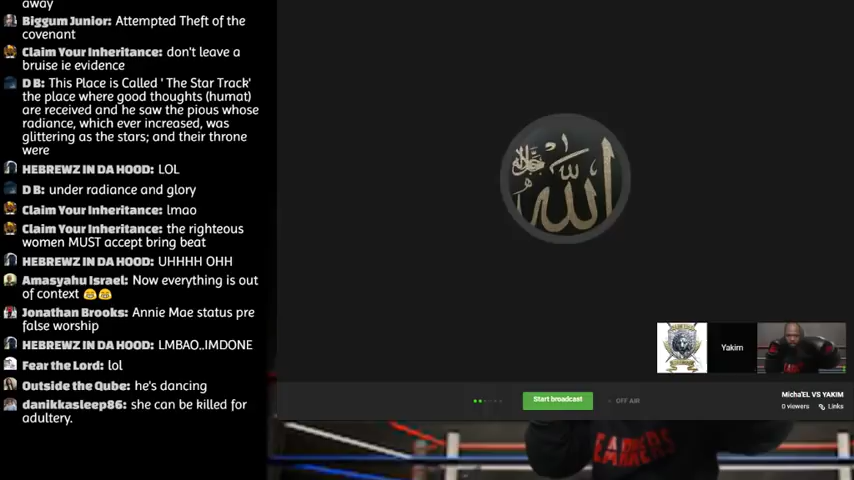 away
Biggum Junior: Attempted Theft of the
covenant
Claim Your Inheritance: don't leave a
bruise ie evidence
D B: This Place is Called ' The Star Track'
the place where good thoughts (humat)
are received and he saw the pious whose
radiance, which ever increased, was
glittering as the stars; and their throne
were
HEBREWZ IN DA HOOD: LOL
D B: under radiance and glory
Claim Your Inheritance: lmao
Claim Your Inheritance: the righteous
women MUST accept bring beat
HEBREWZ IN DA HOOD: UHHHH OHH
Amasyahu Israel: Now everything is out
of context 😂😂
Jonathan Brooks: Annie Mae status pre
false worship
HEBREWZ IN DA HOOD: LMBAO..IMDONE
Fear the Lord: lol
Outside the Qube: he's dancing
danikkasleep86: she can be killed for
adultery.
الله
جل جلاله
Yakim
Start broadcast
OFF AIR
Micha'EL VS YAKIM
0 viewers
Links